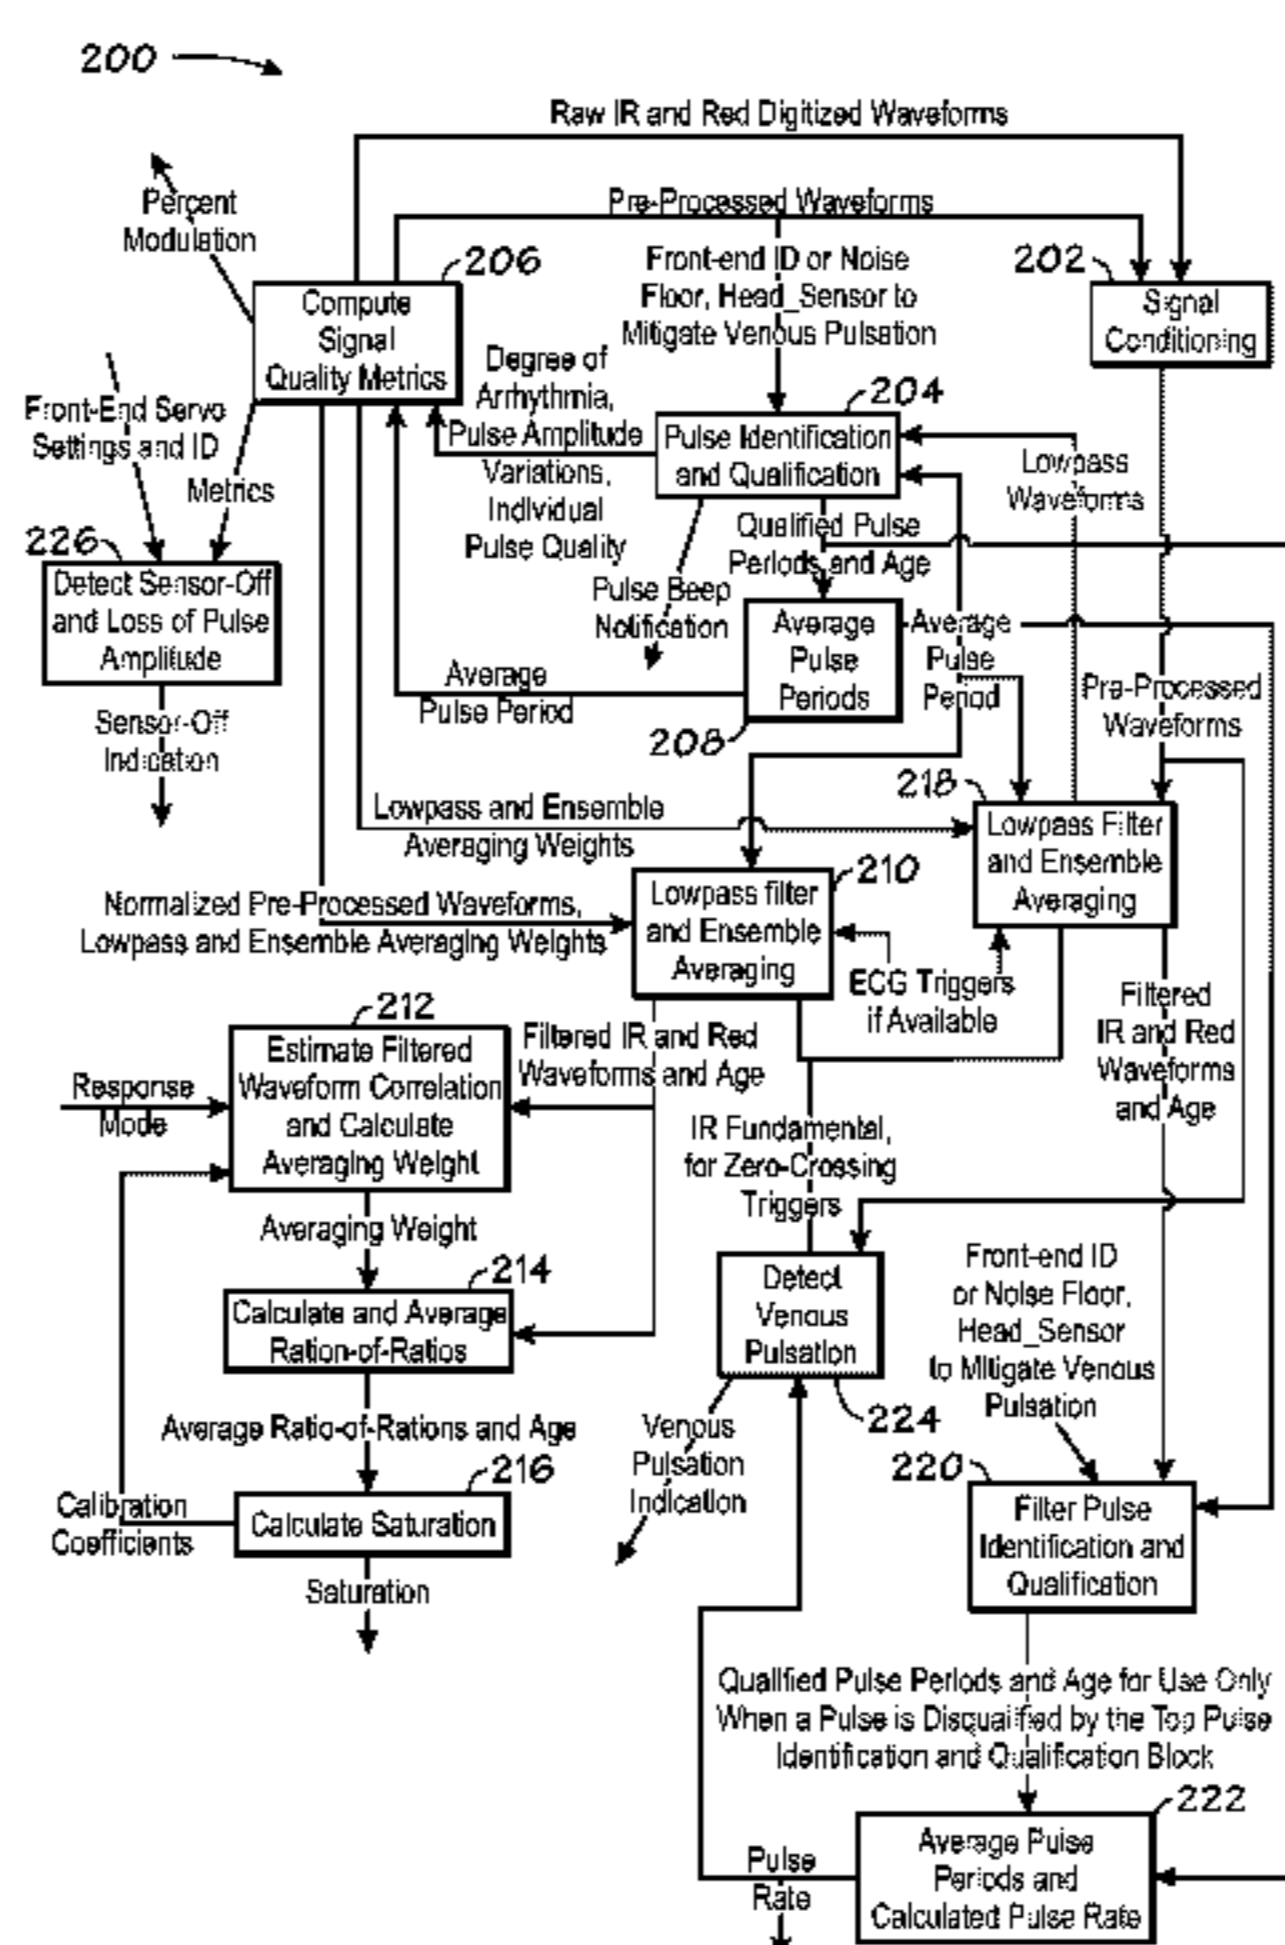 200
Raw IR and Red Digitized Waveforms
Percent
Modulation
Pre-Processed Waveforms
206
Compute
Signal
Quality Metrics
Front-end ID or Noise
Floor, Head_Sensor to
Mitigate Venous Pulsation
202
Signal
Conditioning
Front-End Servo
Settings and ID
Metrics
Degree of
Arrhythmia,
Pulse Amplitude
Variations,
Individual
Pulse Quality
204
Pulse Identification
and Qualification
Lowpass
Waveforms
226
Detect Sensor-Off
and Loss of Pulse
Amplitude
Qualified Pulse
Periods and Age
Pulse Beep
Notification
Average
Pulse
Periods
208
Average
Pulse
Period
Average
Pulse Period
Pre-Processed
Waveforms
Sensor-Off
Indication
218
Lowpass Filter
and Ensemble
Averaging
Lowpass and Ensemble
Averaging Weights
210
Lowpass filter
and Ensemble
Averaging
Normalized Pre-Processed Waveforms,
Lowpass and Ensemble Averaging Weights
ECG Triggers
if Available
212
Estimate Filtered
Waveform Correlation
and Calculate
Averaging Weight
Response
Mode
Filtered IR and Red
Waveforms and Age
Filtered
IR and Red
Waveforms
and Age
IR Fundamental,
for Zero-Crossing
Triggers
Averaging Weight
214
Calculate and Average
Ration-of-Ratios
Detect
Venous
Pulsation
224
Front-end ID
or Noise Floor,
Head_Sensor
to Mitigate Venous
Pulsation
Average Ratio-of-Rations and Age
Venous
Pulsation
Indication
216
Calculate Saturation
Calibration
Coefficients
Saturation
220
Filter Pulse
Identification and
Qualification
Qualified Pulse Periods and Age for Use Only
When a Pulse is Disqualified by the Top Pulse
Identification and Qualification Block
222
Average Pulse
Periods and
Calculated Pulse Rate
Pulse
Rate